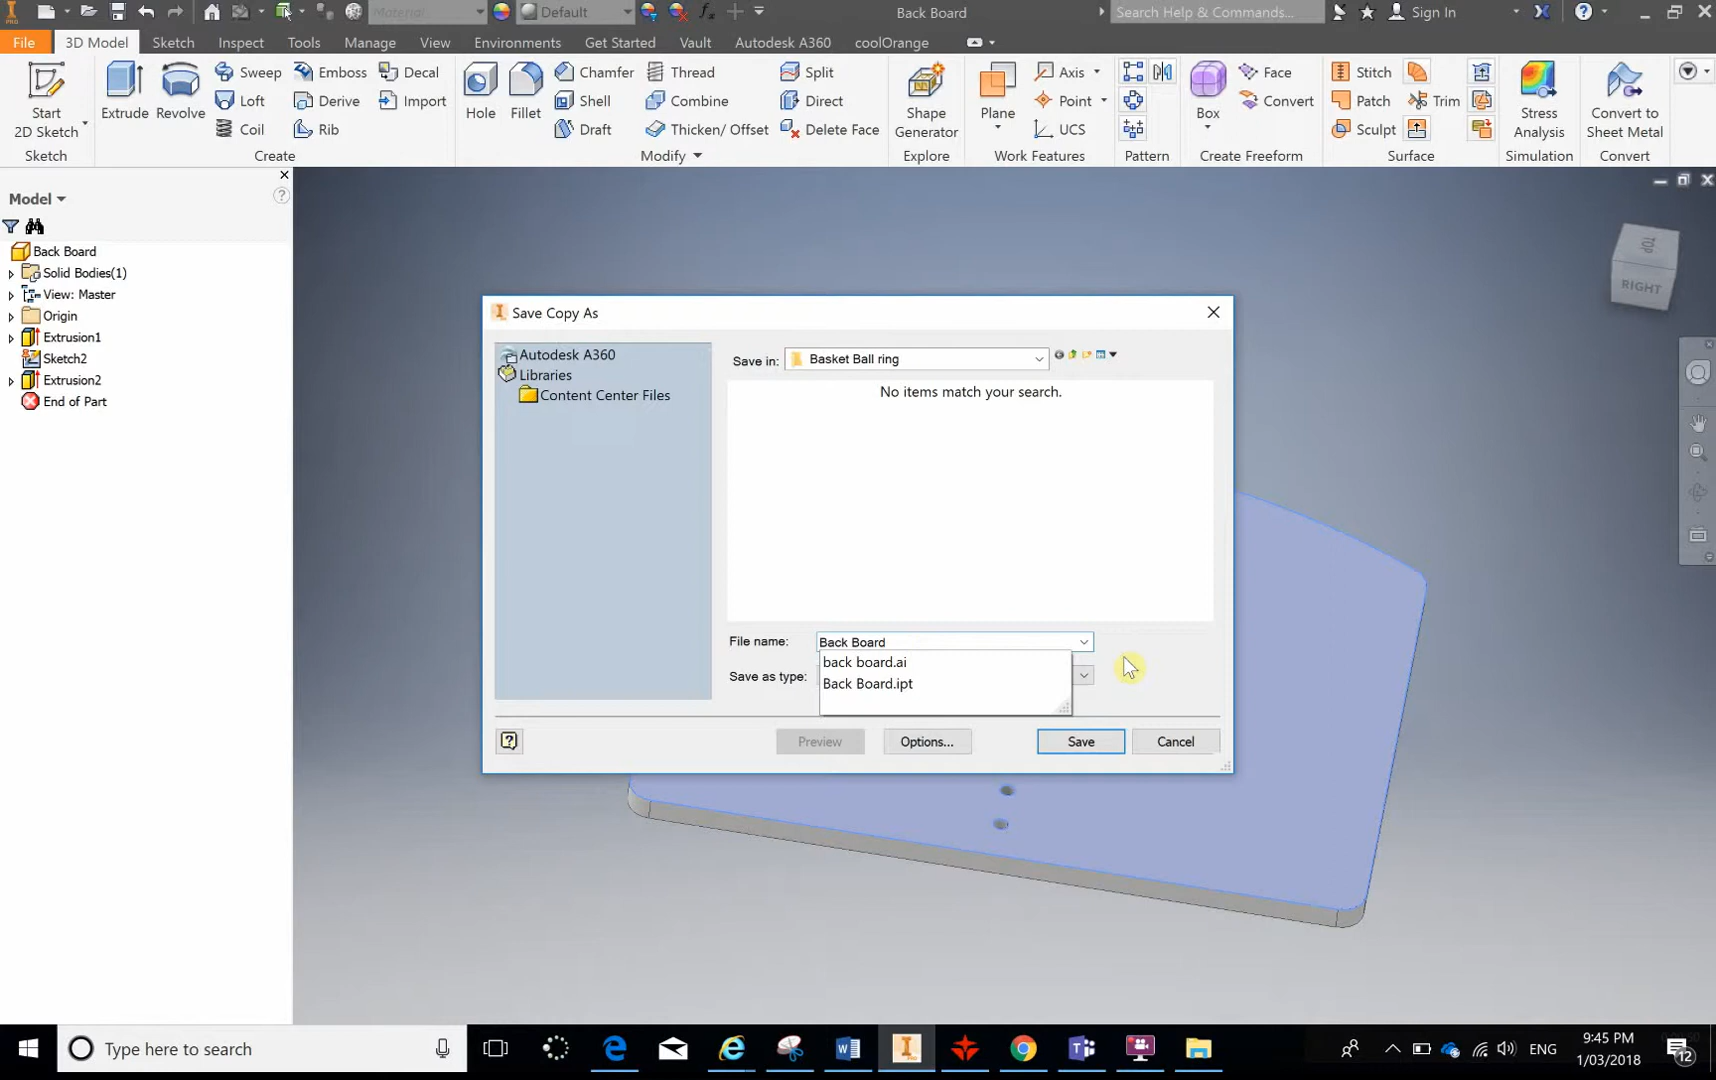 Material
Default
Back Board
Search Help & Commands...
Sign In
File
3D Model
Sketch
Inspect
Tools
Manage
View
Environments
Get Started
Vault
Autodesk A360
coolOrange
Start
2D Sketch
Extrude
Revolve
Sweep
Loft
Coil
Emboss
Derive
Rib
Decal
Import
Hole
Fillet
Chamfer
Shell
Draft
Thread
Combine
Thicken/ Offset
Split
Direct
Delete Face
Shape
Generator
Plane
Axis
Point
UCS
Box
Face
Convert
Stitch
Patch
Sculpt
Trim
Stress
Analysis
Convert to
Sheet Metal
Sketch
Create
Modify
Explore
Work Features
Pattern
Create Freeform
Surface
Simulation
Convert
Model
Back Board
Solid Bodies(1)
View: Master
Origin
Extrusion1
Sketch2
Extrusion2
End of Part
TOP
RIGHT
Save Copy As
Autodesk A360
Libraries
Content Center Files
Save in:
Basket Ball ring
No items match your search.
File name:
Back Board
back board.ai
Back Board.ipt
Save as type:
Preview
Options...
Save
Cancel
Type here to search
ENG
9:45 PM
1/03/2018
12